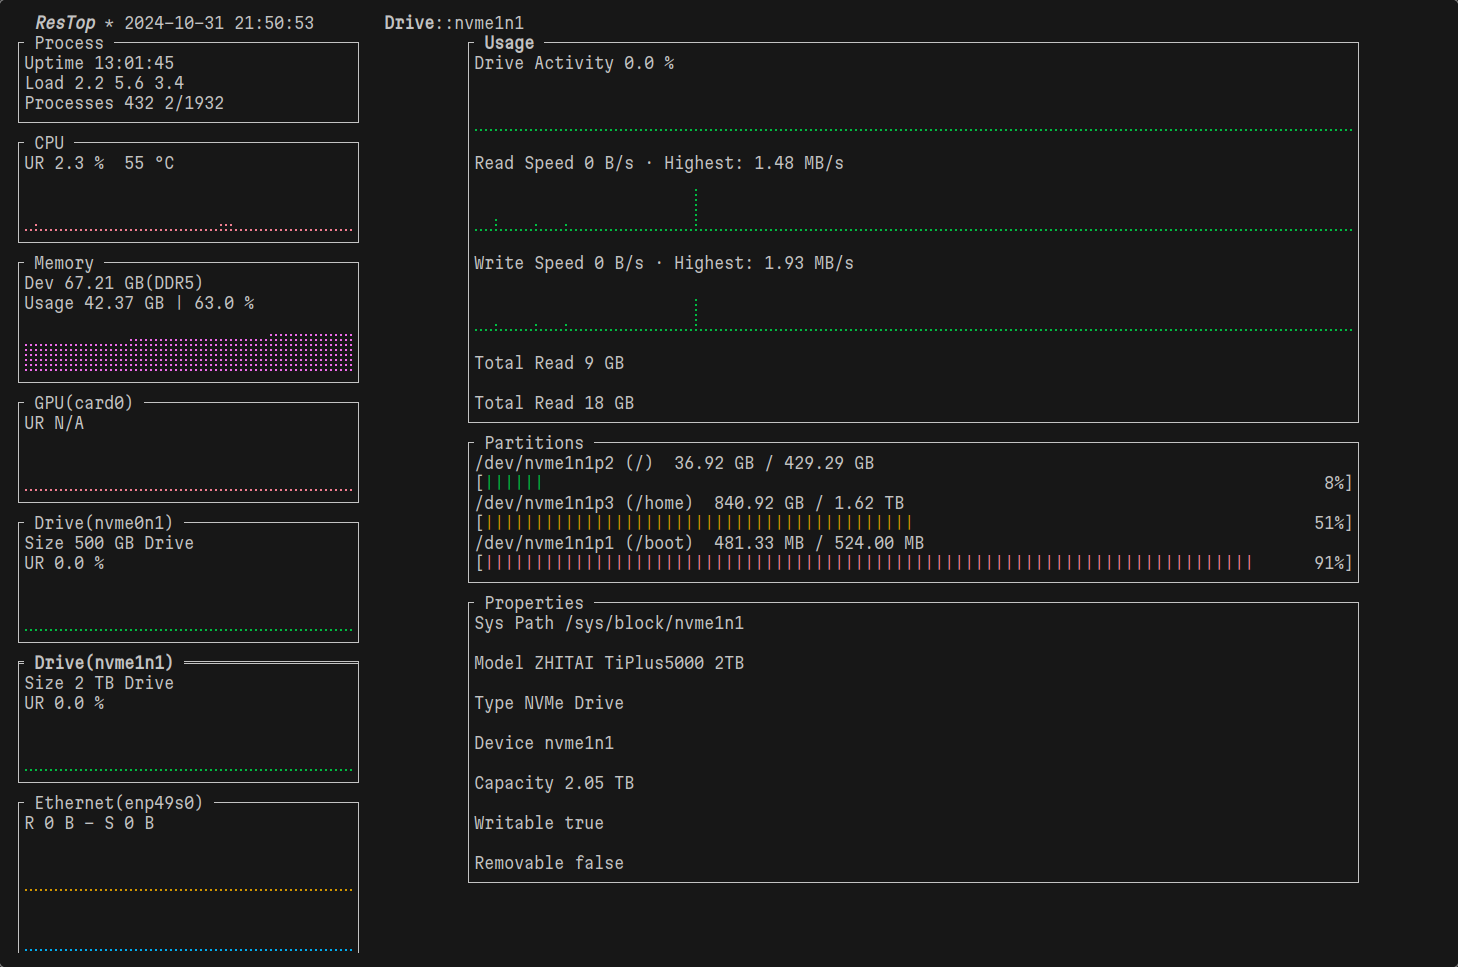 ResTop * 2024-10-31 21:50:53
Process
Uptime 13:01:45
Load 2.2 5.6 3.4
Processes 432 2/1932
CPU
UR 2.3 %  55 °C
Memory
Dev 67.21 GB(DDR5)
Usage 42.37 GB | 63.0 %
GPU(card0)
UR N/A
Drive(nvme0n1)
Size 500 GB Drive
UR 0.0 %
Drive(nvme1n1)
Size 2 TB Drive
UR 0.0 %
Ethernet(enp49s0)
R 0 B – S 0 B
Drive::nvme1n1
Usage
Drive Activity 0.0 %
Read Speed 0 B/s · Highest: 1.48 MB/s
Write Speed 0 B/s · Highest: 1.93 MB/s
Total Read 9 GB
Total Read 18 GB
Partitions
/dev/nvme1n1p2 (/)  36.92 GB / 429.29 GB
[|||||| 8%]
/dev/nvme1n1p3 (/home)  840.92 GB / 1.62 TB
[||||||||||||||||||||||||||||||||||||||||||| 51%]
/dev/nvme1n1p1 (/boot)  481.33 MB / 524.00 MB
[||||||||||||||||||||||||||||||||||||||||||||||||||||||||||||||||||||||||||||| 91%]
Properties
Sys Path /sys/block/nvme1n1
Model ZHITAI TiPlus5000 2TB
Type NVMe Drive
Device nvme1n1
Capacity 2.05 TB
Writable true
Removable false